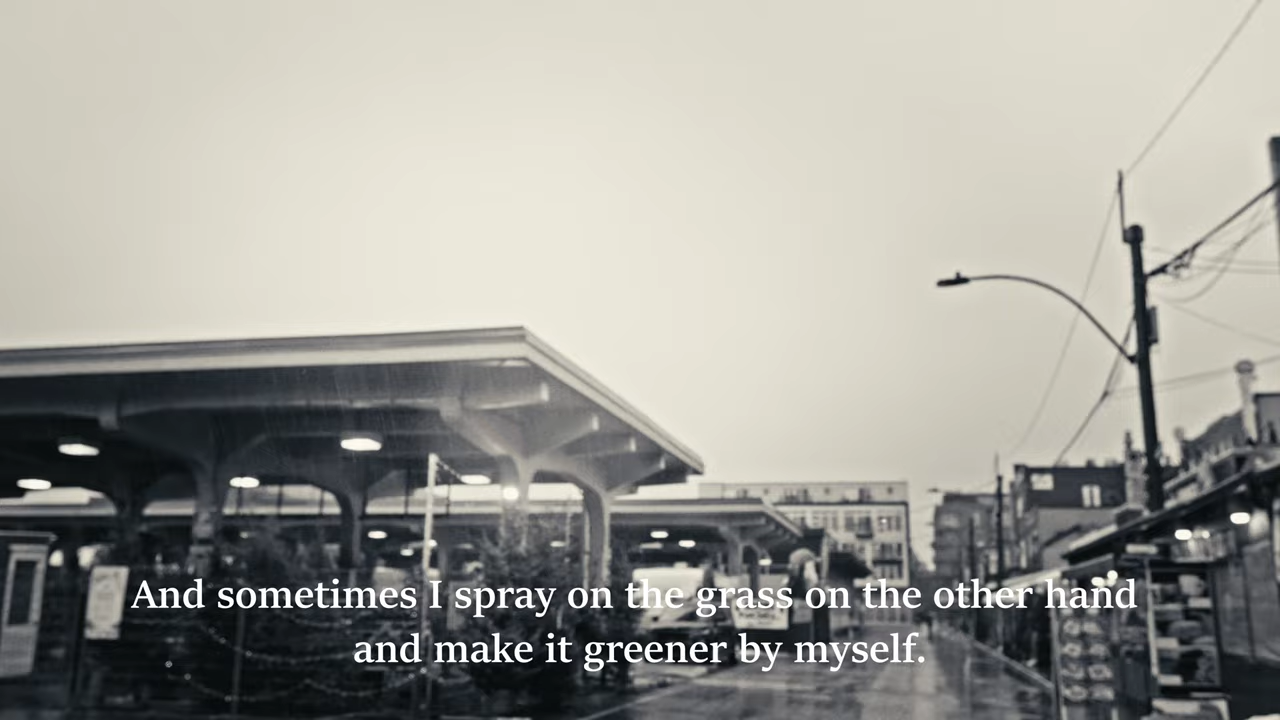 And sometimes I spray on the grass on the other hand
and make it greener by myself.